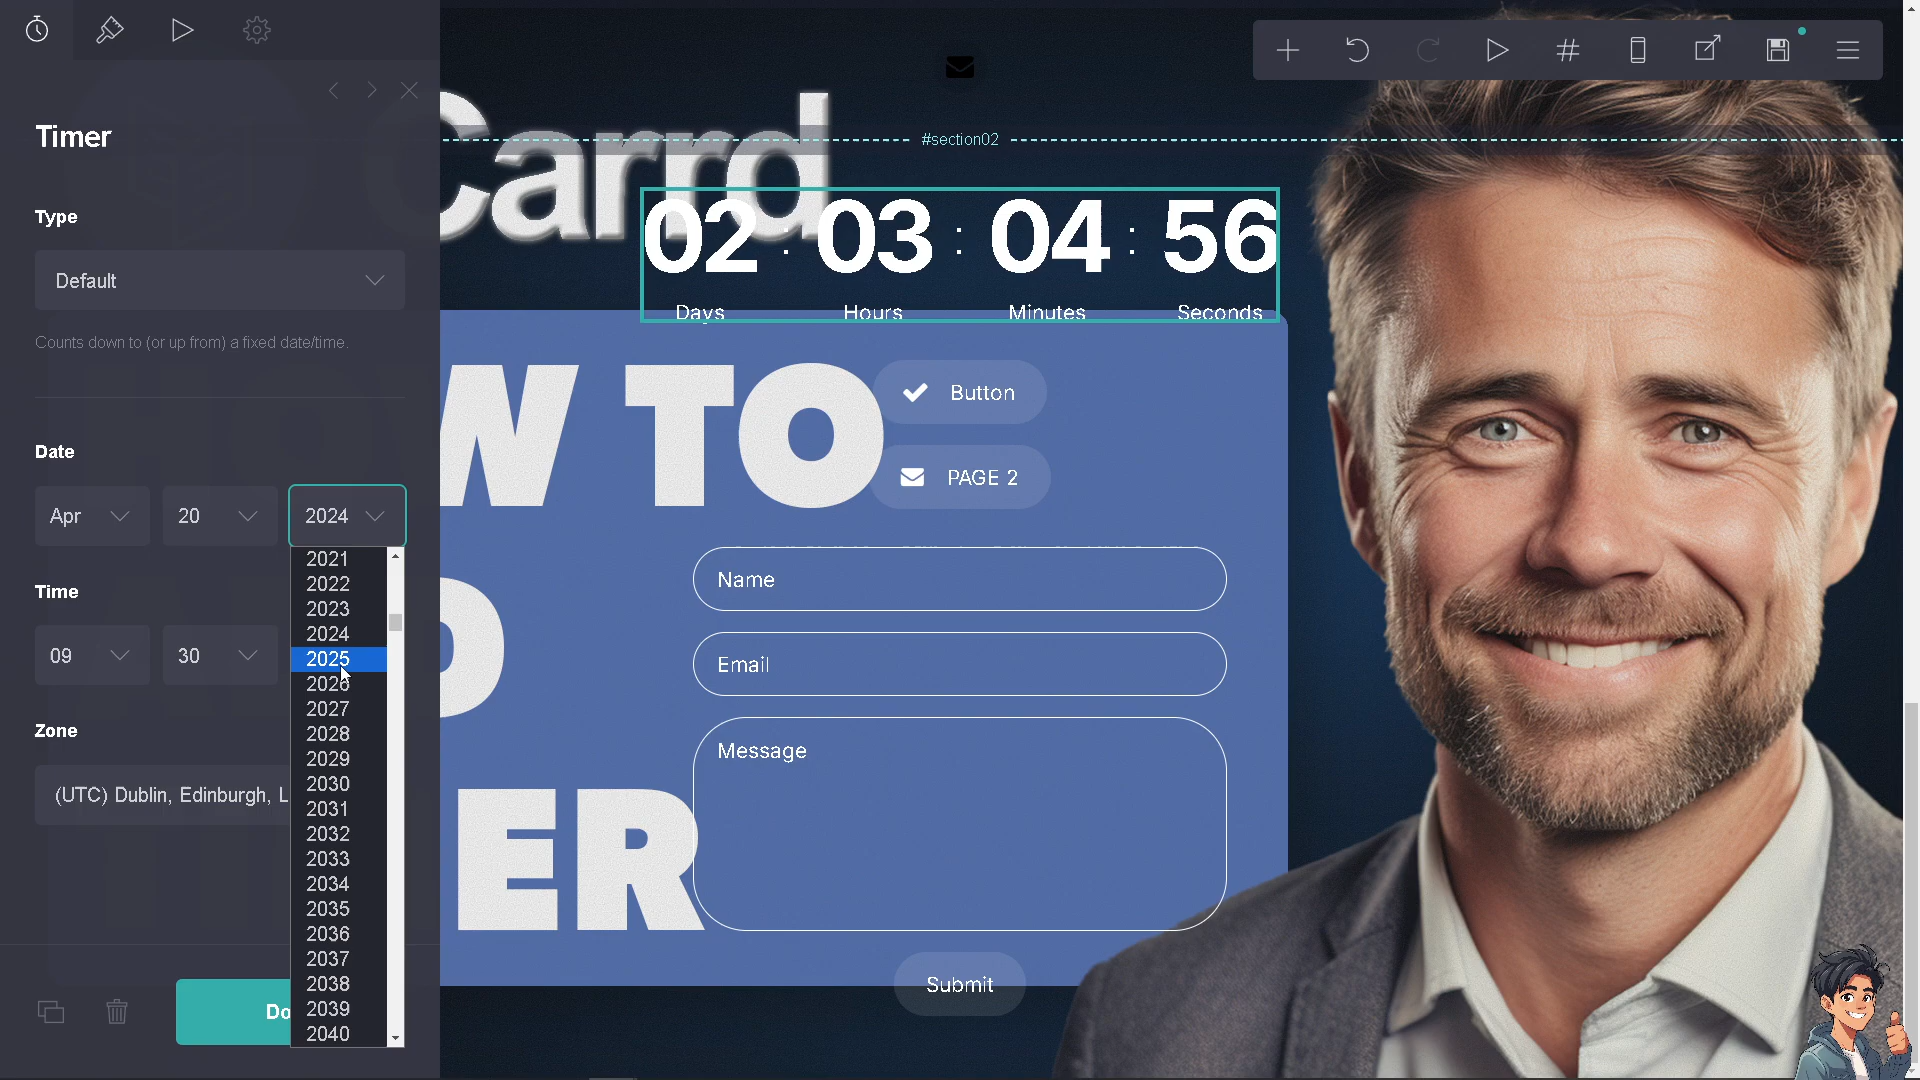 Timer
Type
Default
Counts down to (or up from) a fixed date/time.
Date
Apr
20
2024
2021
2022
2023
2024
2025
2026
2027
2028
2029
2030
2031
2032
2033
2034
2035
2036
2037
2038
2039
2040
Time
09
30
Zone
(UTC) Dublin, Edinburgh, L
Do
Carrd
#section02
02 : 03 : 04 : 56
Days Hours Minutes Seconds
W TO
ER
Button
PAGE 2
Name
Email
Message
Submit